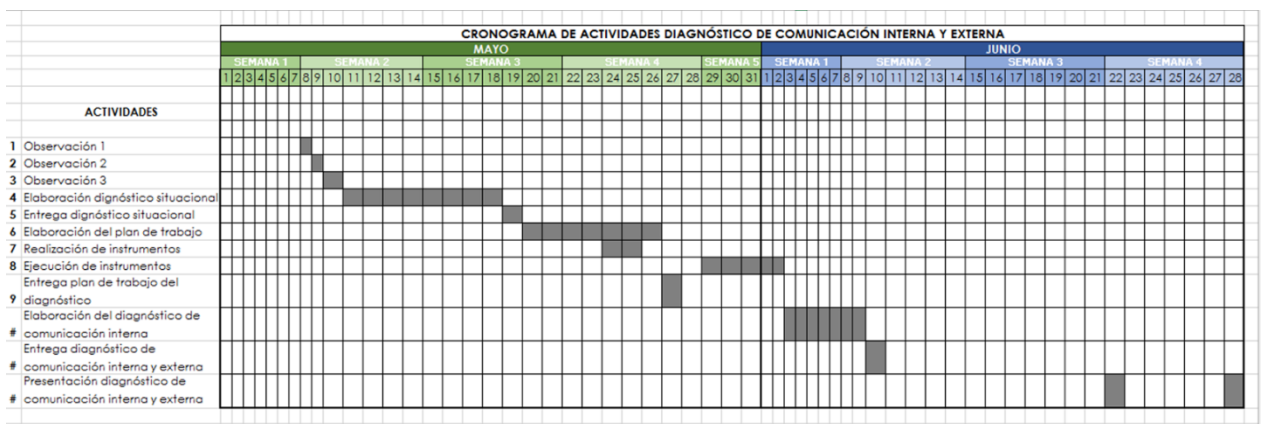 CRONOGRAMA DE ACTIVIDADES DIAGNÓSTICO DE COMUNICACIÓN INTERNA Y EXTERNA
MAYO JUNIO
SEMANA 1 SEMANA 2 SEMANA 3 SEMANA 4 SEMANA 5 SEMANA 1 SEMANA 2 SEMANA 3 SEMANA 4
1 2 3 4 5 6 7 8 9 10 11 12 13 14 15 16 17 18 19 20 21 22 23 24 25 26 27 28 29 30 31 1 2 3 4 5 6 7 8 9 10 11 12 13 14 15 16 17 18 19 20 21 22 23 24 25 26 27 28
ACTIVIDADES
1 Observación 1
2 Observación 2
3 Observación 3
4 Elaboración dignóstico situacional
5 Entrega dignóstico situacional
6 Elaboración del plan de trabajo
7 Realización de instrumentos
8 Ejecución de instrumentos
Entrega plan de trabajo del
9 diagnóstico
Elaboración del diagnóstico de
# comunicación interna
Entrega diagnóstico de
# comunicación interna y externa
Presentación diagnóstico de
# comunicación interna y externa